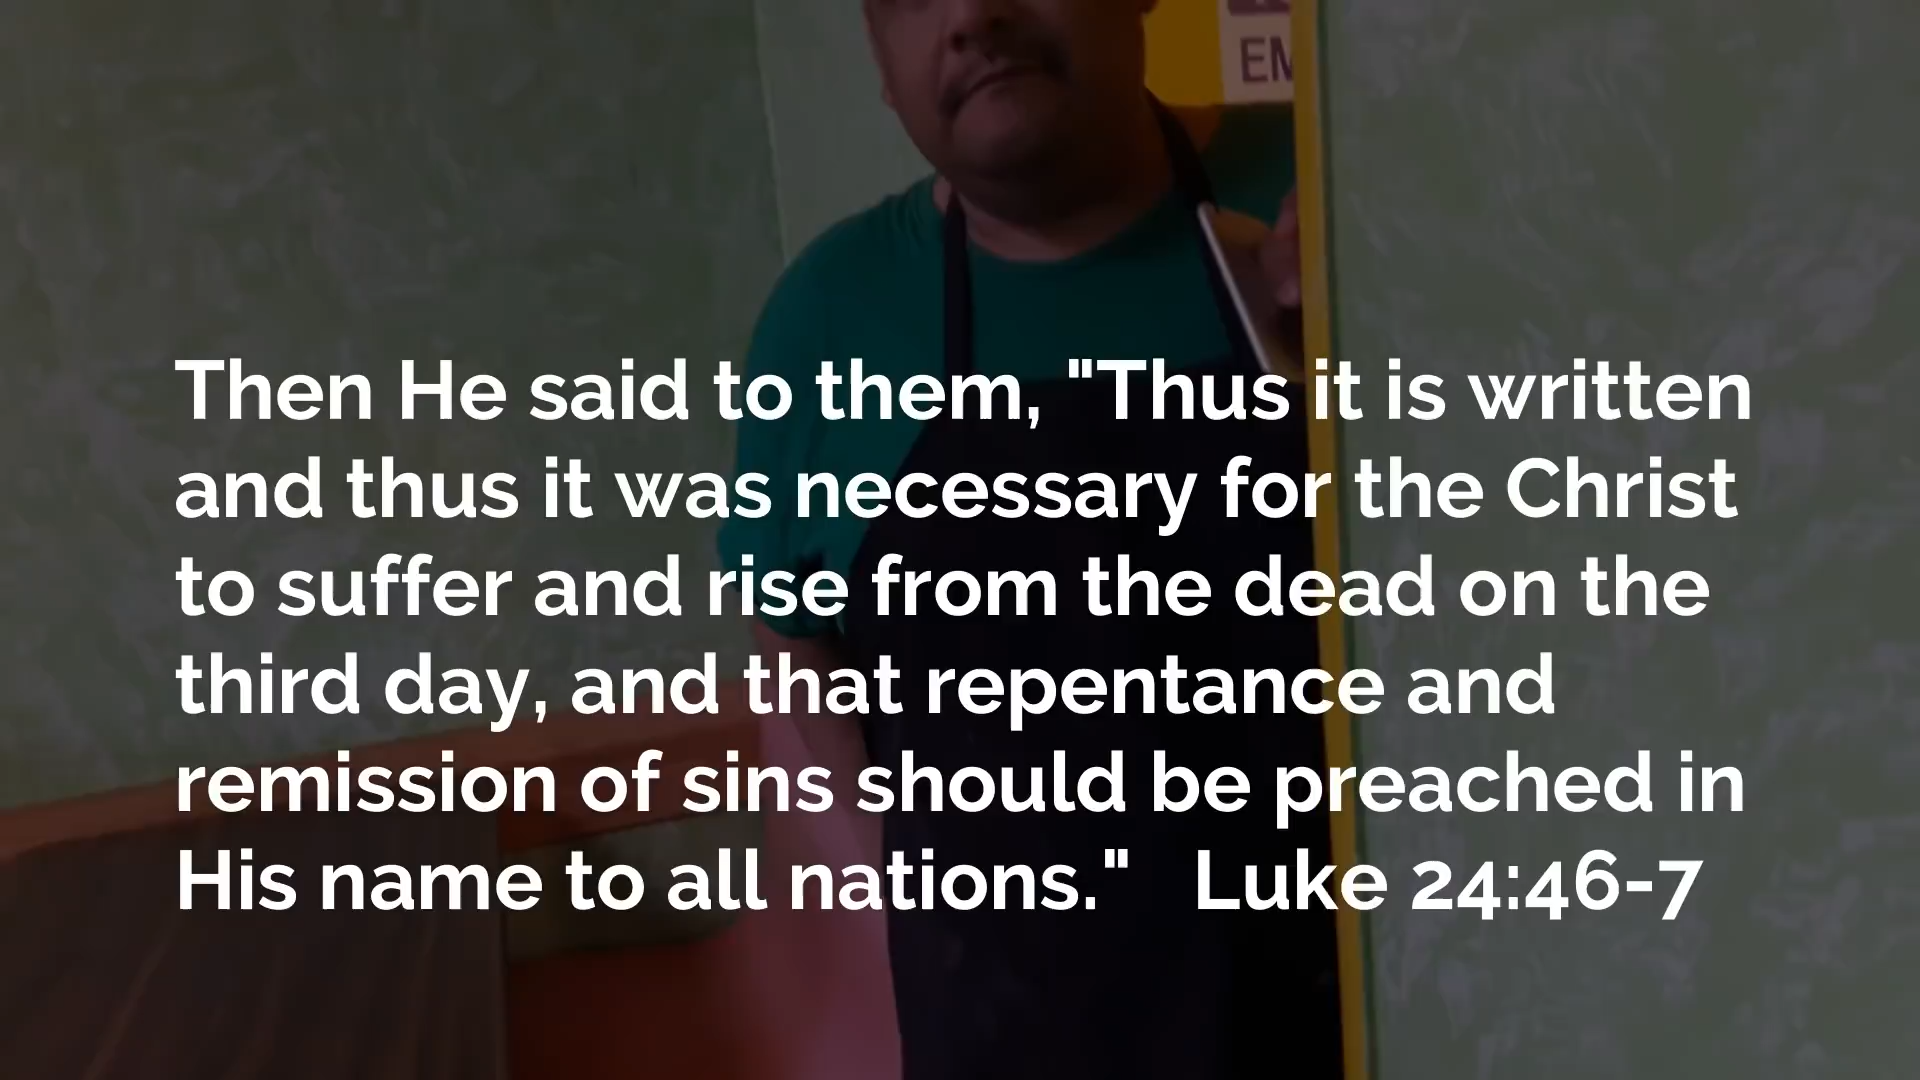 EM
Then He said to them, "Thus it is written
and thus it was necessary for the Christ
to suffer and rise from the dead on the
third day, and that repentance and
remission of sins should be preached in
His name to all nations."   Luke 24:46-7